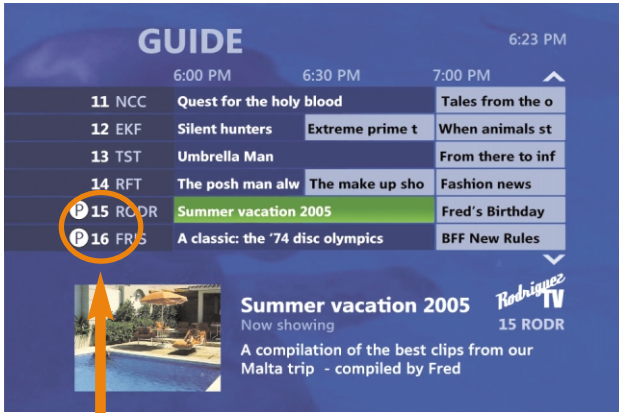 GUIDE 6:23 PM
6:00 PM 6:30 PM 7:00 PM
11 NCC Quest for the holy blood Tales from the o
12 EKF Silent hunters Extreme prime t When animals st
13 TST Umbrella Man From there to inf
14 RFT The posh man alw The make up sho Fashion news
P 15 RODR Summer vacation 2005 Fred's Birthday
P 16 FRIS A classic: the '74 disc olympics BFF New Rules
Summer vacation 2005 Rodriguez TV
Now showing 15 RODR
A compilation of the best clips from our
Malta trip - compiled by Fred